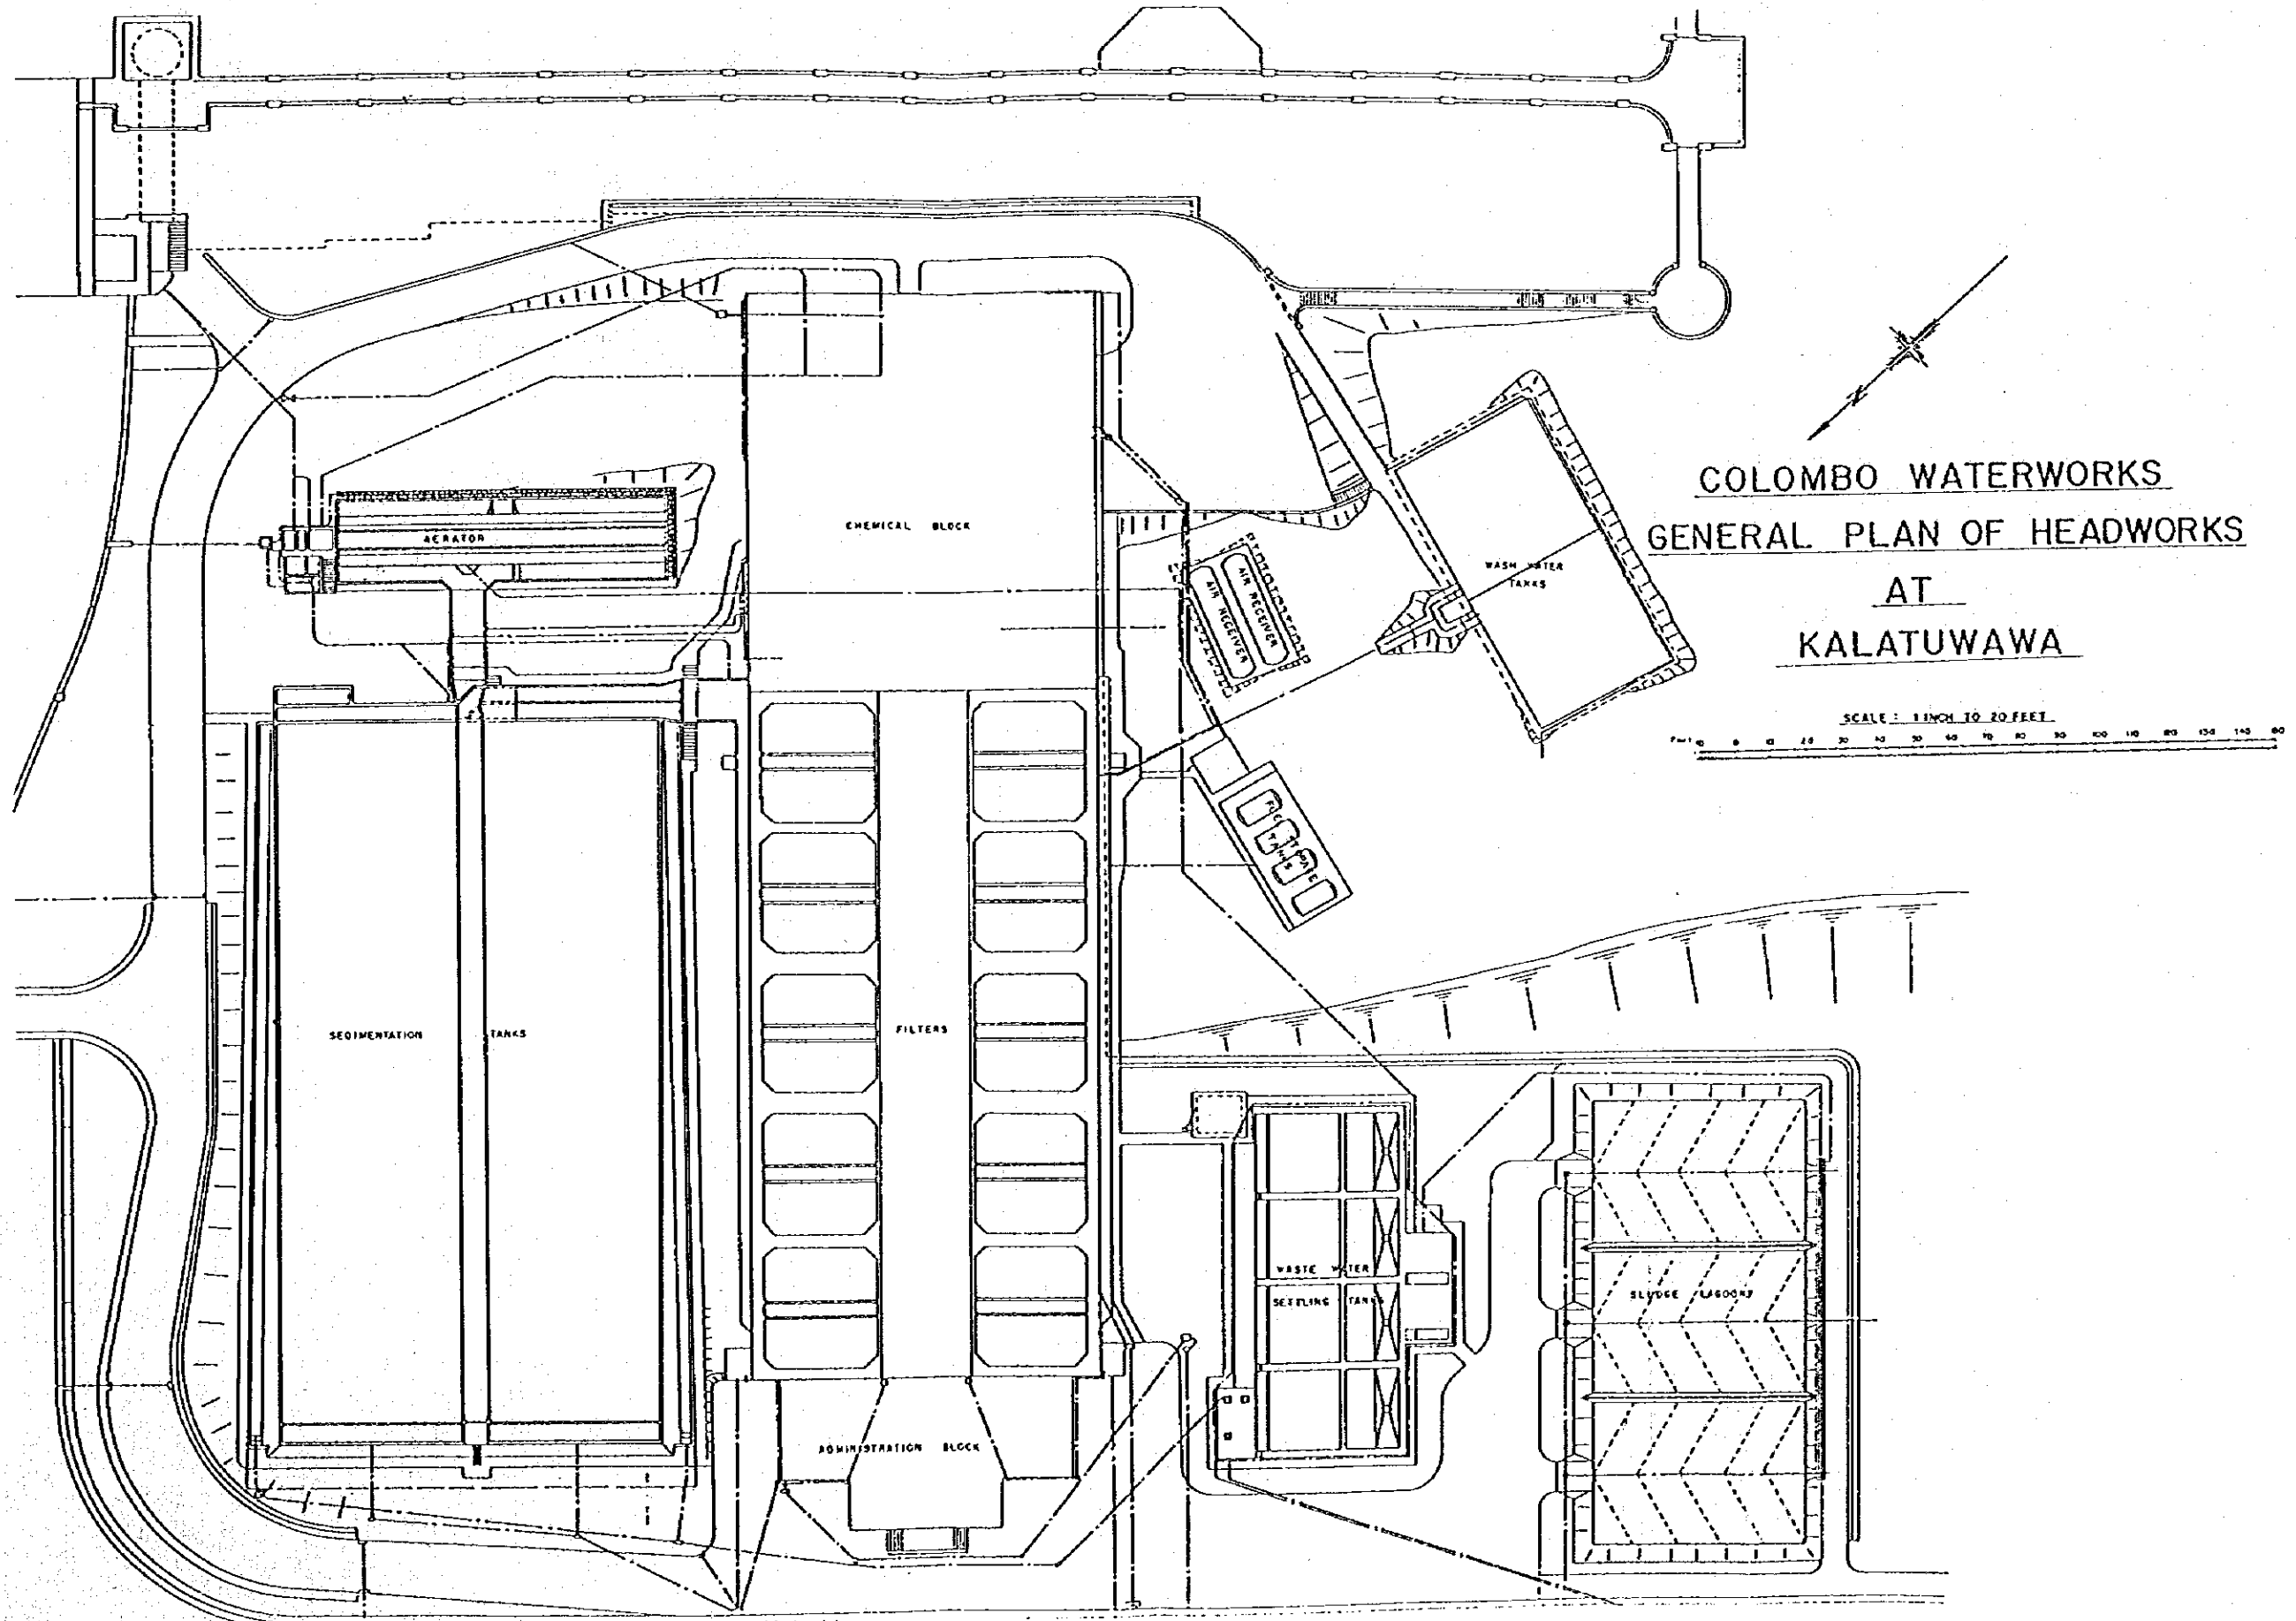 COLOMBO WATERWORKS
GENERAL PLAN OF HEADWORKS
AT
KALATUWAWA
SCALE : 1 INCH TO 20 FEET
CHEMICAL BLOCK
AERATOR
AIR RECEIVER
AIR RECEIVER
WASH WATER
TANKS
TANKS
SEDIMENTATION TANKS
FILTERS
WASTE WATER
SETTLING TANKS
SLUDGE LAGOONS
ADMINISTRATION BLOCK